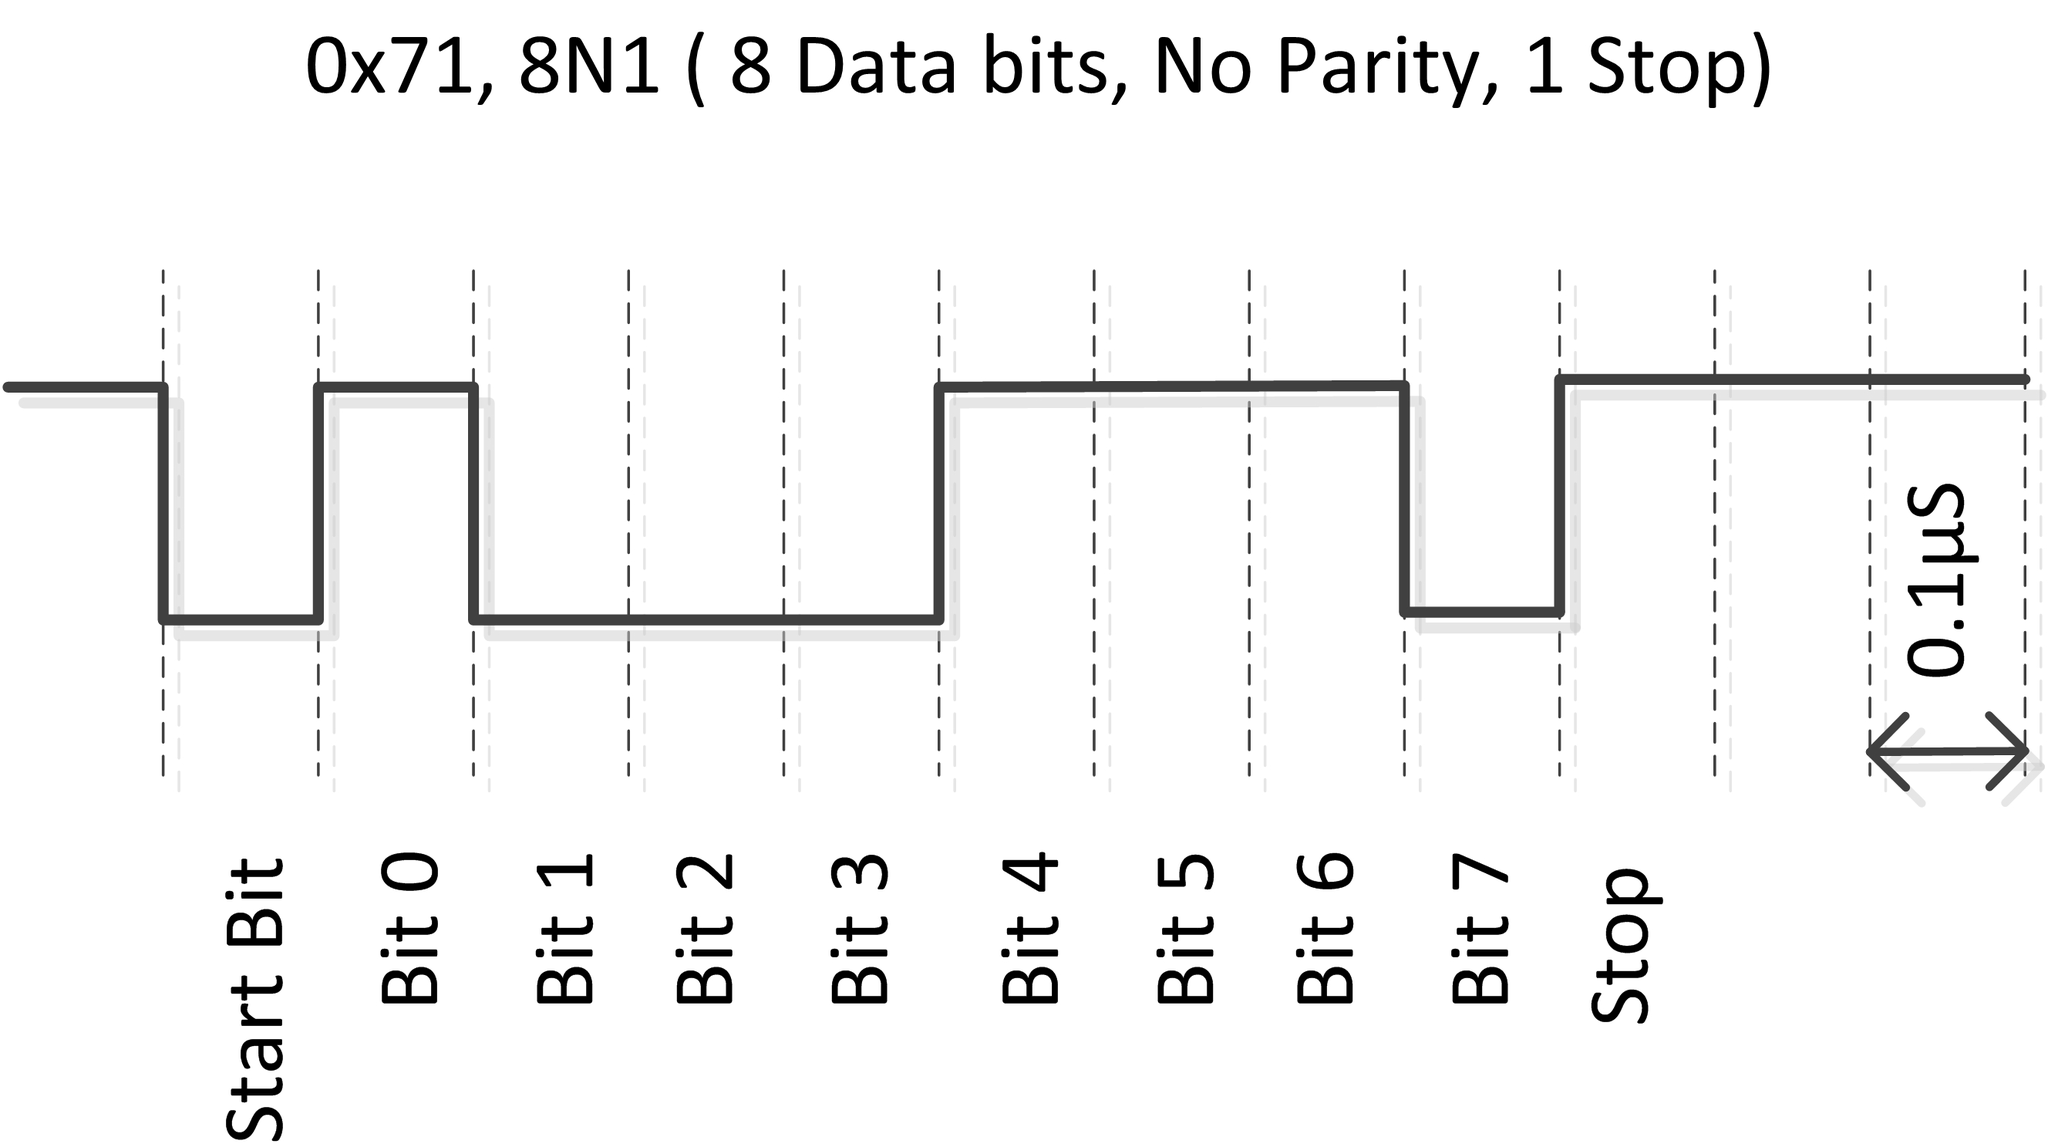 0x71, 8N1 ( 8 Data bits, No Parity, 1 Stop)
0.1µS
Start Bit
Bit 0
Bit 1
Bit 2
Bit 3
Bit 4
Bit 5
Bit 6
Bit 7
Stop